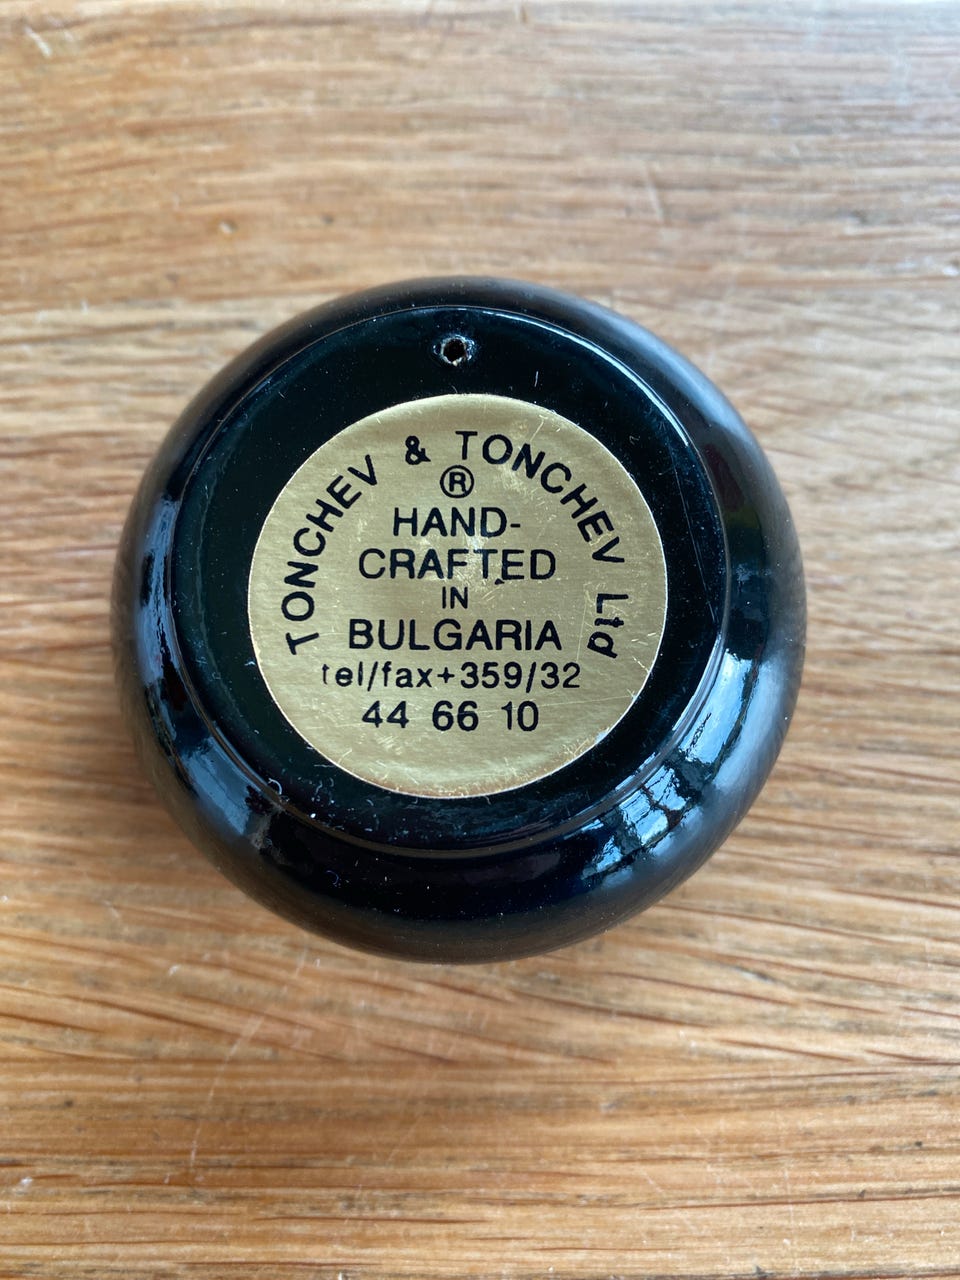 TONCHEV & TONCHEV Ltd
®
HAND-
CRAFTED
IN
BULGARIA
tel/fax+359/32
44 66 10